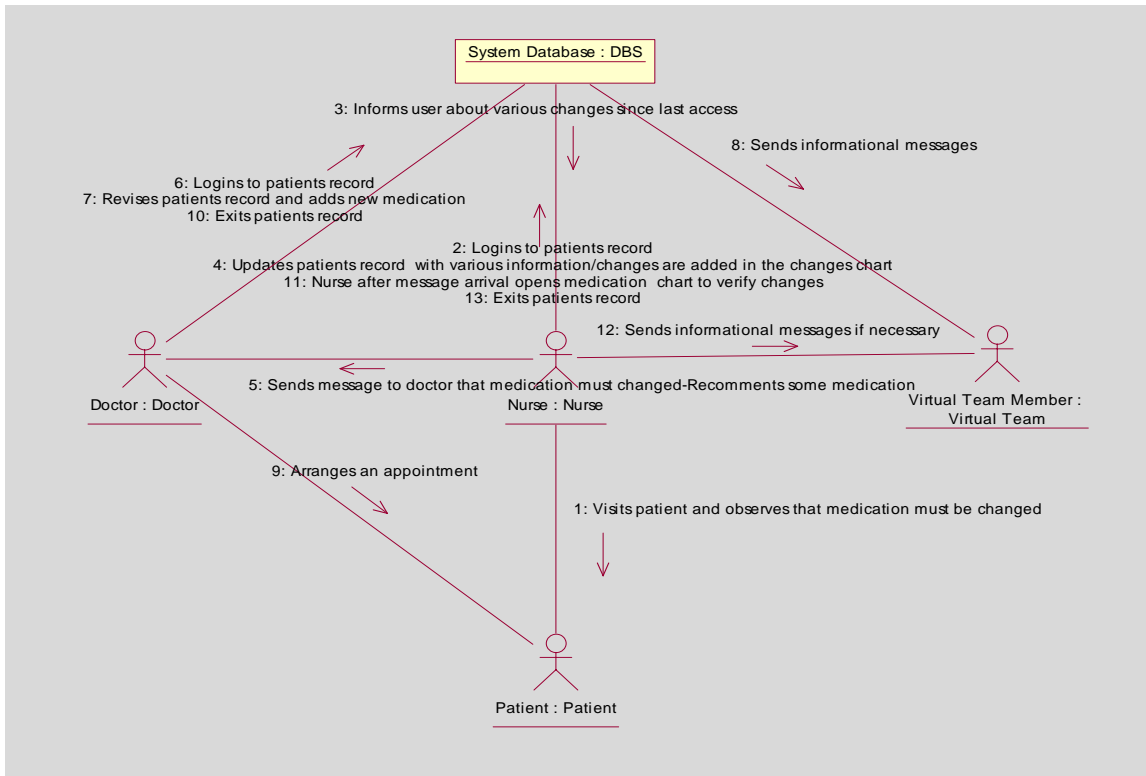 System Database : DBS
3: Informs user about various changes since last access
8: Sends informational messages
6: Logins to patients record
7: Revises patients record and adds new medication
10: Exits patients record
2: Logins to patients record
4: Updates patients record with various information/changes are added in the changes chart
11: Nurse after message arrival opens medication chart to verify changes
13: Exits patients record
12: Sends informational messages if necessary
5: Sends message to doctor that medication must changed-Recomments some medication
Doctor : Doctor
Nurse : Nurse
Virtual Team Member :
Virtual Team
9: Arranges an appointment
1: Visits patient and observes that medication must be changed
Patient : Patient